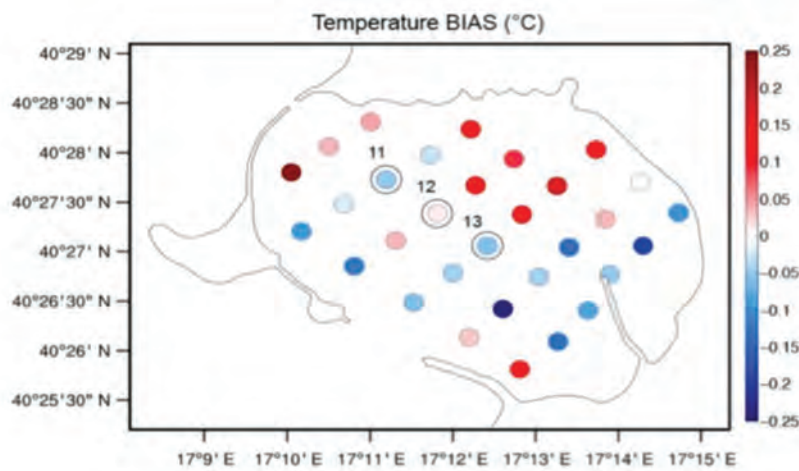 Temperature BIAS (°C)
40°29' N
40°28'30" N
40°28' N
40°27'30" N
40°27' N
40°26'30" N
40°26' N
40°25'30" N
11
12
13
17°9' E 17°10' E 17°11' E 17°12' E 17°13' E 17°14' E 17°15' E
0.25
0.2
0.15
0.1
0.05
0
−0.05
−0.1
−0.15
−0.2
−0.25